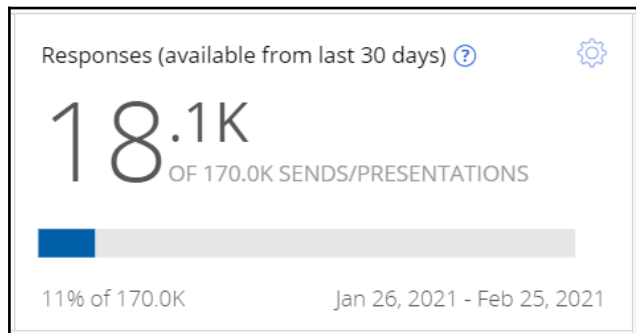 Responses (available from last 30 days) ?
18.1K
OF 170.0K SENDS/PRESENTATIONS
11% of 170.0K
Jan 26, 2021 - Feb 25, 2021